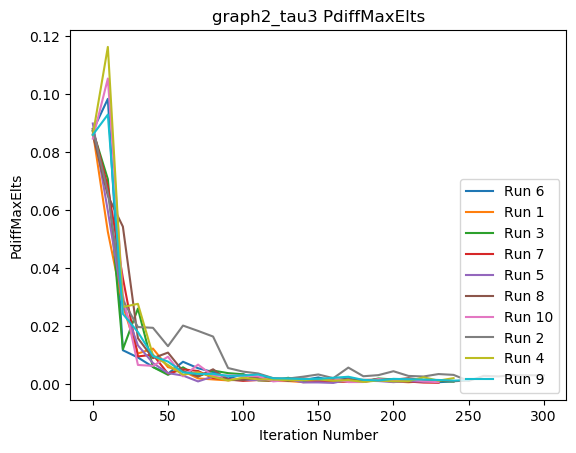 graph2_tau3 PdiffMaxElts
0.12
0.10
0.08
0.06
0.04
0.02
0.00
PdiffMaxElts
Run 6
Run 1
Run 3
Run 7
Run 5
Run 8
Run 10
Run 2
Run 4
Run 9
0 50 100 150 200 250 300
Iteration Number